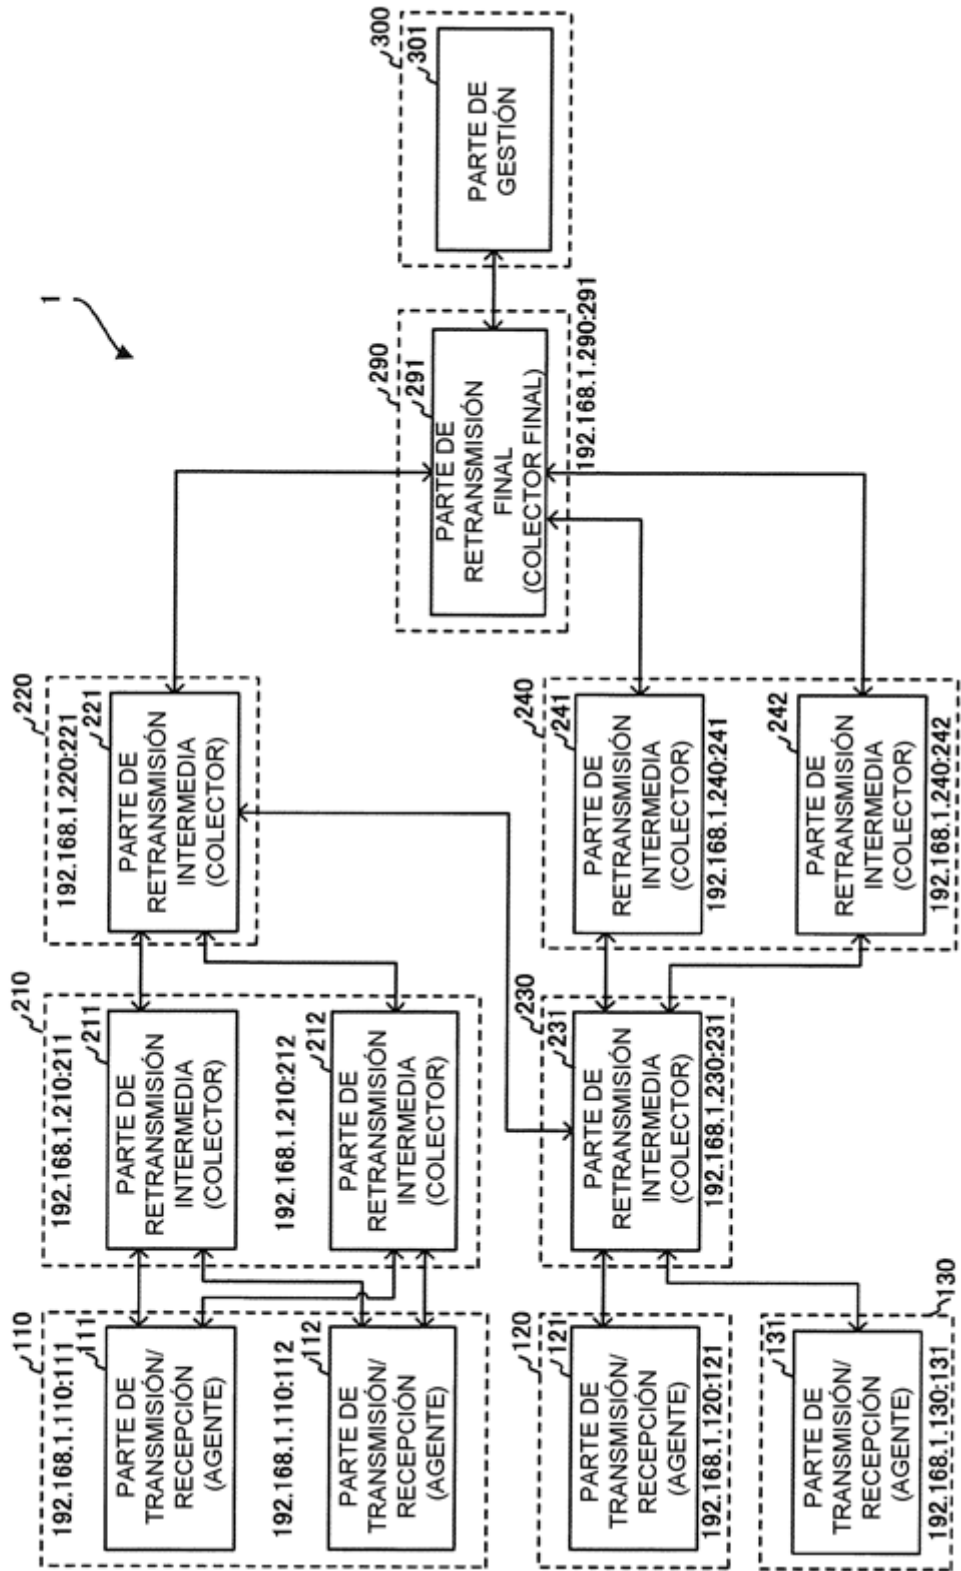 1
110
192.168.1.110:111
111
PARTE DE
TRANSMISIÓN/
RECEPCIÓN
(AGENTE)
192.168.1.110:112
112
PARTE DE
TRANSMISIÓN/
RECEPCIÓN
(AGENTE)
120
121
PARTE DE
TRANSMISIÓN/
RECEPCIÓN
(AGENTE)
192.168.1.120:121
130
131
PARTE DE
TRANSMISIÓN/
RECEPCIÓN
(AGENTE)
192.168.1.130:131
210
192.168.1.210:211
211
PARTE DE
RETRANSMISIÓN
INTERMEDIA
(COLECTOR)
192.168.1.210:212
212
PARTE DE
RETRANSMISIÓN
INTERMEDIA
(COLECTOR)
230
231
PARTE DE
RETRANSMISIÓN
INTERMEDIA
(COLECTOR)
192.168.1.230:231
220
192.168.1.220:221
221
PARTE DE
RETRANSMISIÓN
INTERMEDIA
(COLECTOR)
240
241
PARTE DE
RETRANSMISIÓN
INTERMEDIA
(COLECTOR)
192.168.1.240:241
242
PARTE DE
RETRANSMISIÓN
INTERMEDIA
(COLECTOR)
192.168.1.240:242
290
291
PARTE DE
RETRANSMISIÓN
FINAL
(COLECTOR FINAL)
192.168.1.290:291
300
301
PARTE DE
GESTIÓN